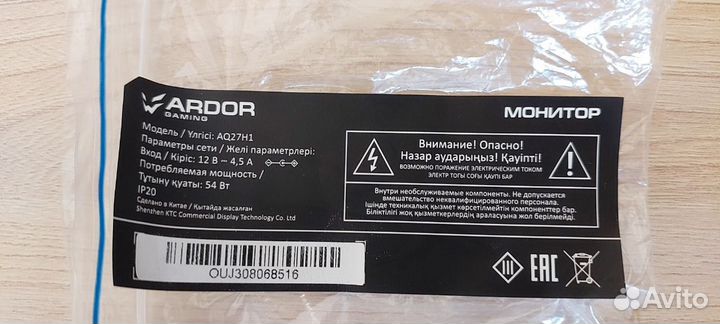 ARDOR
GAMING
МОНИТОР
Модель / Үлгісі: AQ27H1
Параметры сети / Желі параметрлері:
Вход / Кіріс: 12 В ⎓ 4,5 А
Потребляемая мощность /
Тұтыну қуаты: 54 Вт
IP20
Сделано в Китае / Қытайда жасалған
Shenzhen KTC Commercial Display Technology Co. Ltd
Внимание! Опасно!
Назар аударыңыз! Қауіпті!
ВОЗМОЖНО ПОРАЖЕНИЕ ЭЛЕКТРИЧЕСКИМ ТОКОМ
ЭЛЕКТР ТОГЫ СОҒУ ҚАУПІ БАР
Внутри необслуживаемые компоненты. Не допускается
вмешательство неквалифицированного персонала.
Ішінде техникалық қызмет көрсетілмейтін компоненттер бар.
Біліктілігі жоқ қызметкерлердің араласуына жол берілмейді.
OUJ308068516
EAC
Avito